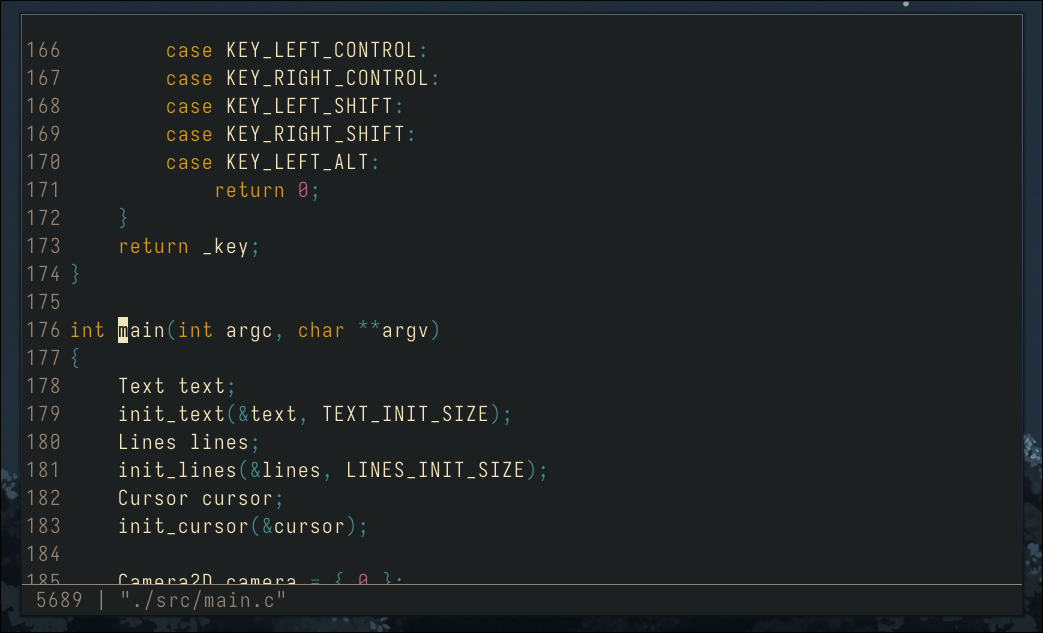 166         case KEY_LEFT_CONTROL:
167         case KEY_RIGHT_CONTROL:
168         case KEY_LEFT_SHIFT:
169         case KEY_RIGHT_SHIFT:
170         case KEY_LEFT_ALT:
171             return 0;
172     }
173     return _key;
174 }
175
176 int main(int argc, char **argv)
177 {
178     Text text;
179     init_text(&text, TEXT_INIT_SIZE);
180     Lines lines;
181     init_lines(&lines, LINES_INIT_SIZE);
182     Cursor cursor;
183     init_cursor(&cursor);
184
185     Camera2D camera = { 0 };
5689 | "./src/main.c"